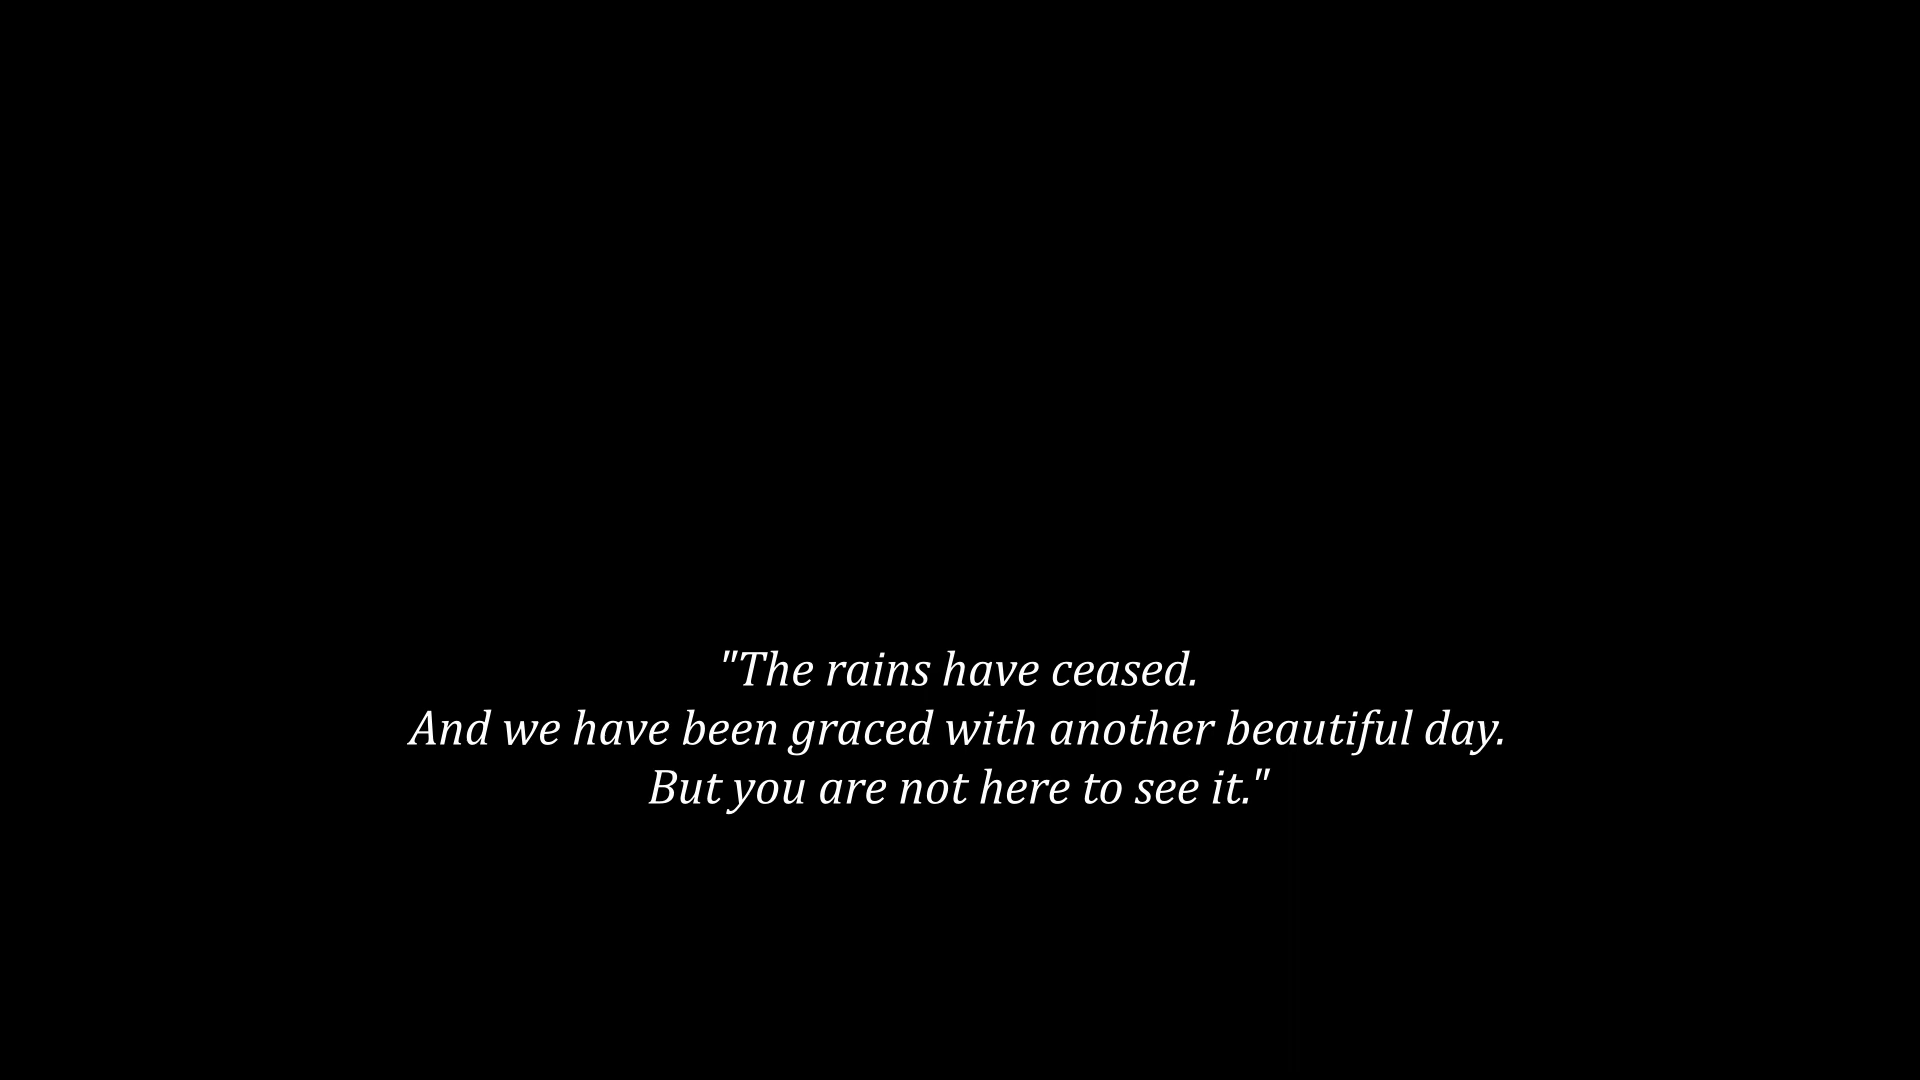 "The rains have ceased.
And we have been graced with another beautiful day.
But you are not here to see it."